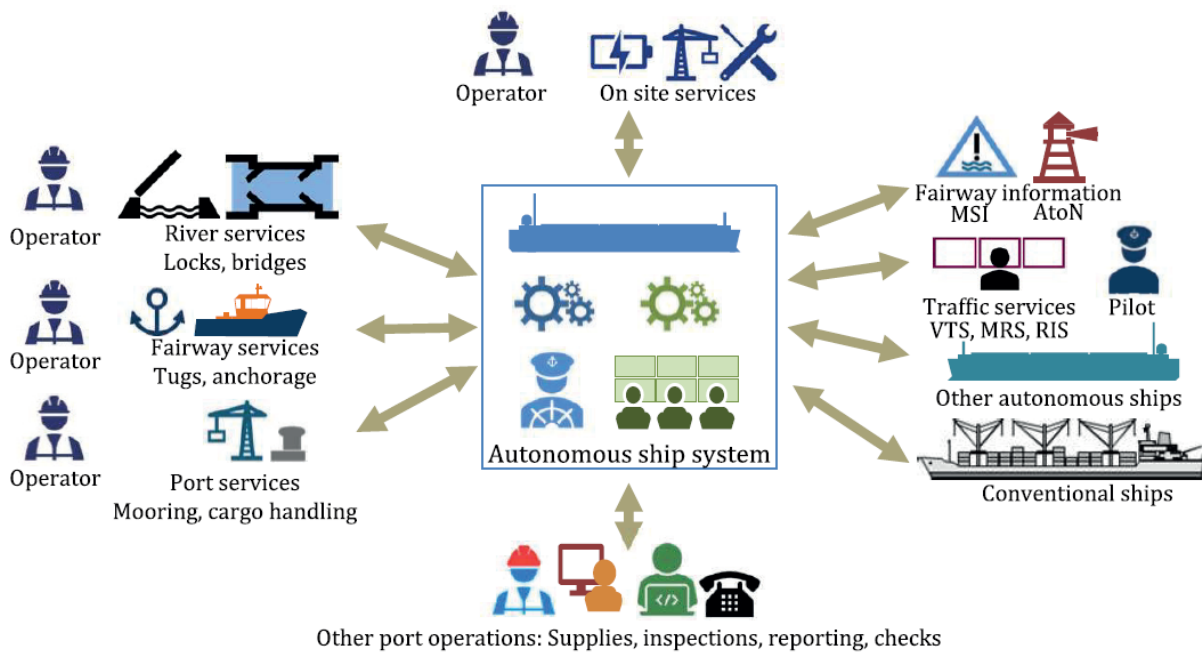 Operator
On site services
Operator
River services
Locks, bridges
Operator
Fairway services
Tugs, anchorage
Operator
Port services
Mooring, cargo handling
Autonomous ship system
Fairway information
MSI
AtoN
Traffic services
VTS, MRS, RIS
Pilot
Other autonomous ships
Conventional ships
</>
Other port operations: Supplies, inspections, reporting, checks